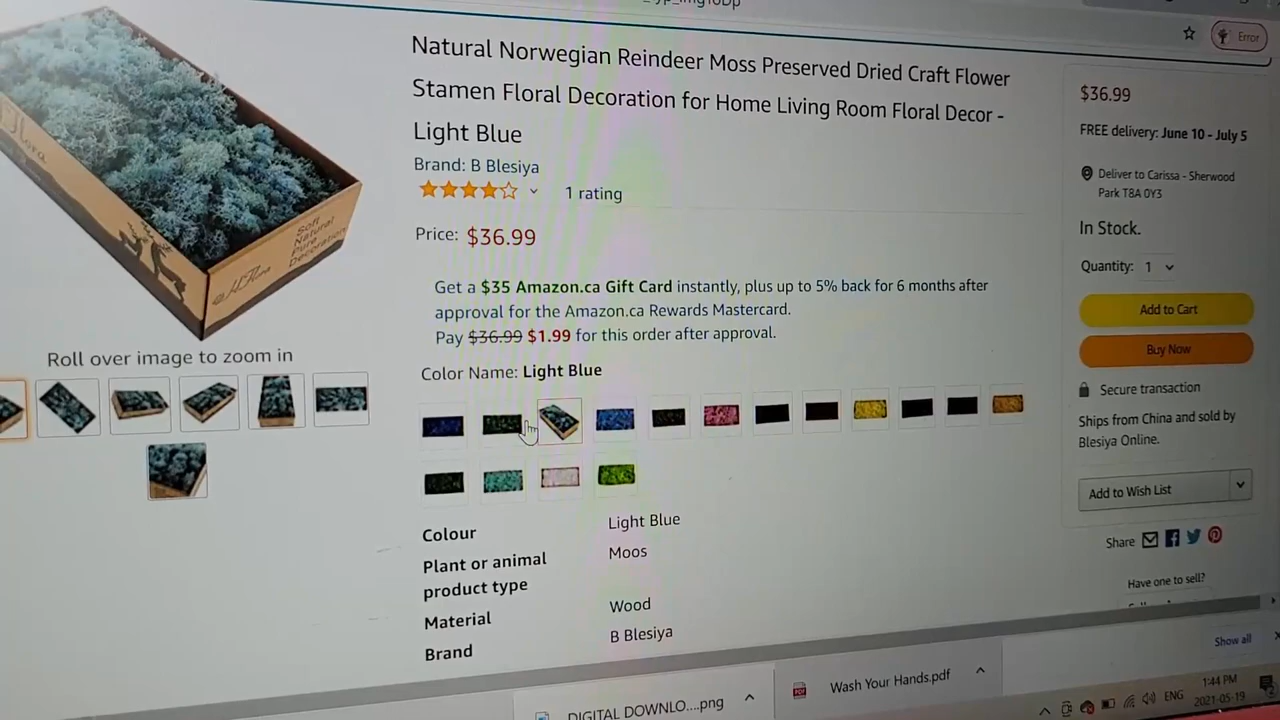 Error
Natural Norwegian Reindeer Moss Preserved Dried Craft Flower
Stamen Floral Decoration for Home Living Room Floral Decor -
Light Blue
Brand: B Blesiya
1 rating
Price: $36.99
Get a $35 Amazon.ca Gift Card instantly, plus up to 5% back for 6 months after
approval for the Amazon.ca Rewards Mastercard.
Pay $36.99 $1.99 for this order after approval.
Color Name: Light Blue
Colour Light Blue
Plant or animal
product type
Moos
Material Wood
Brand B Blesiya
Soft
Natural
Pure
Decoration
Roll over image to zoom in
$36.99
FREE delivery: June 10 - July 5
Deliver to Carissa - Sherwood
Park T8A 0Y3
In Stock.
Quantity: 1
Add to Cart
Buy Now
Secure transaction
Ships from China and sold by
Blesiya Online.
Add to Wish List
Share
Have one to sell?
DIGITAL DOWNLO....png
Wash Your Hands.pdf
Show all
ENG
1:44 PM
2021-05-19